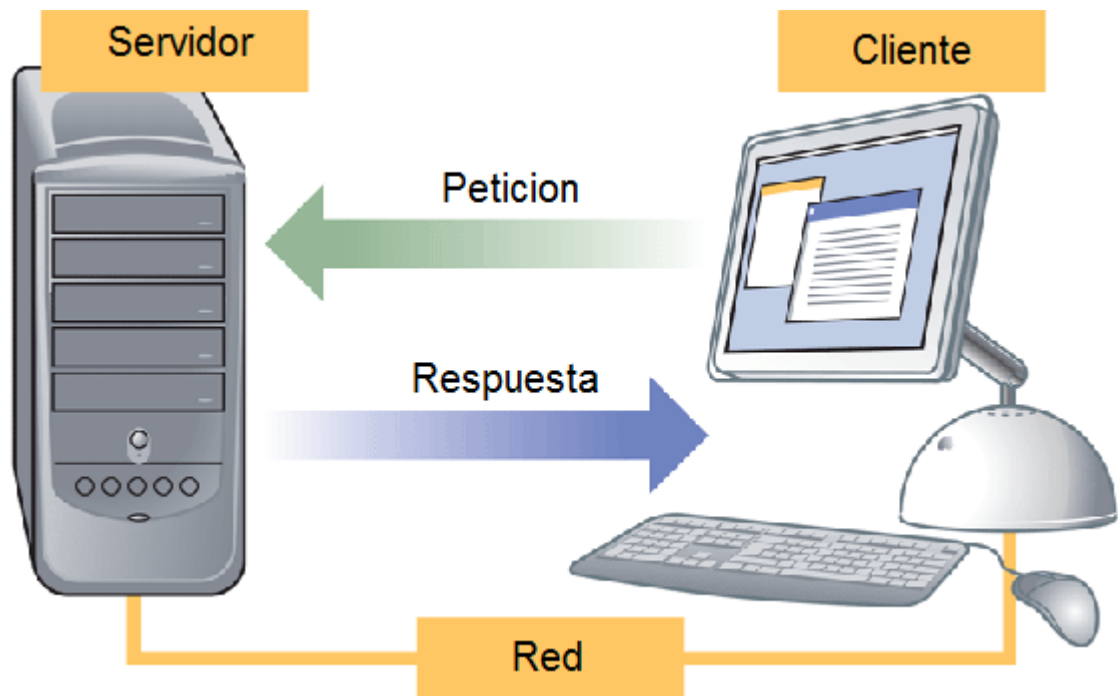 Servidor
Cliente
Peticion
Respuesta
Red